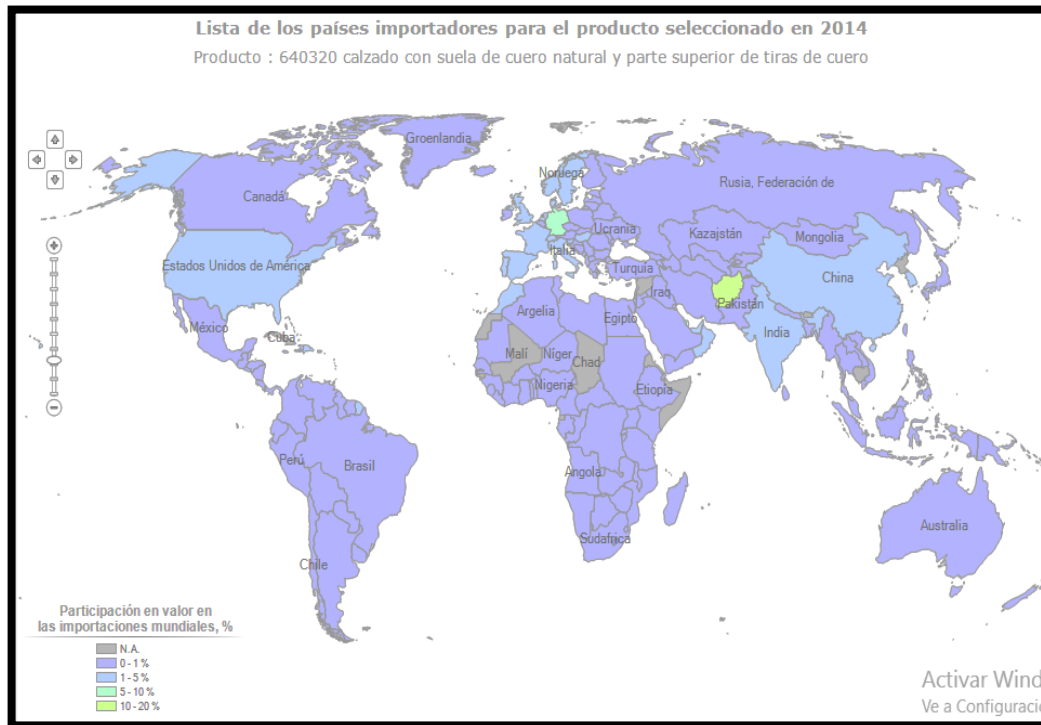 Lista de los países importadores para el producto seleccionado en 2014
Producto : 640320 calzado con suela de cuero natural y parte superior de tiras de cuero
Groenlandia
Noruega
Rusia, Federación de
Canadá
Ucrania
Kazajstán
Mongolia
Italia
Estados Unidos de América
Turquía
China
Iraq
Pakistán
Argelia
Egipto
México
India
Cuba
Malí
Níger
Chad
Nigeria
Etiopía
Perú
Brasil
Angola
Australia
Sudafrica
Chile
Participación en valor en
las importaciones mundiales, %
N.A.
0 - 1 %
1 - 5 %
5 - 10 %
10 - 20 %
Activar Wind
Ve a Configuració